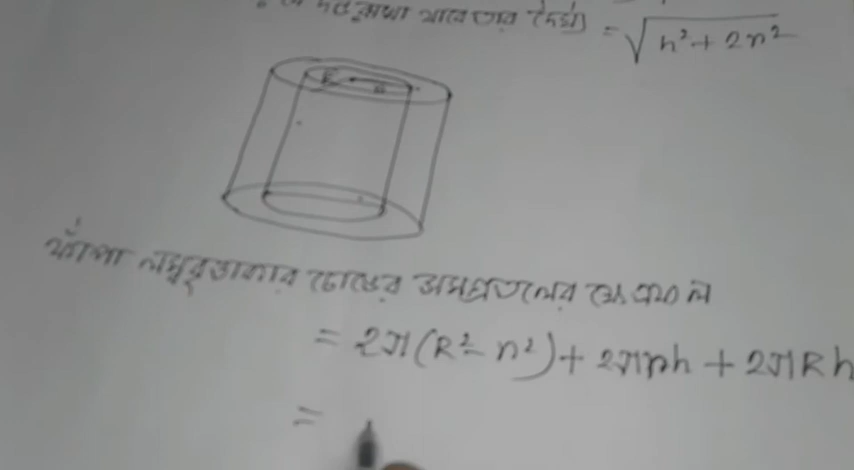 যাবে তার দৈর্ঘ্য = √h²+2r²
ফাঁপা লম্ববৃত্তাকার চোঙের সমগ্রতলের ক্ষেত্রফল
= 2π(R²-r²)+2πrh+2πRh
=